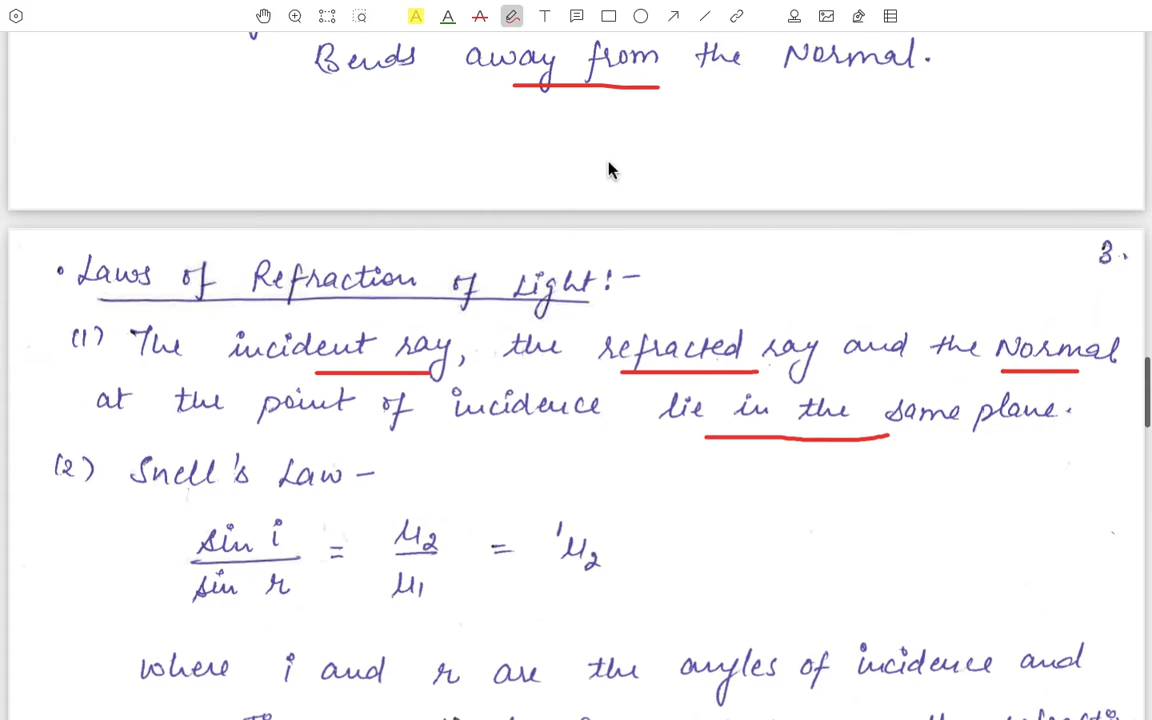 Bends away from the Normal.
3.
• Laws of Refraction of Light:-
(1) The incident ray, the refracted ray and the Normal
at the point of incidence lie in the same plane.
(2) Snell's Law -
sin i / sin r = μ2 / μ1 = ¹μ2
where i and r are the angles of incidence and